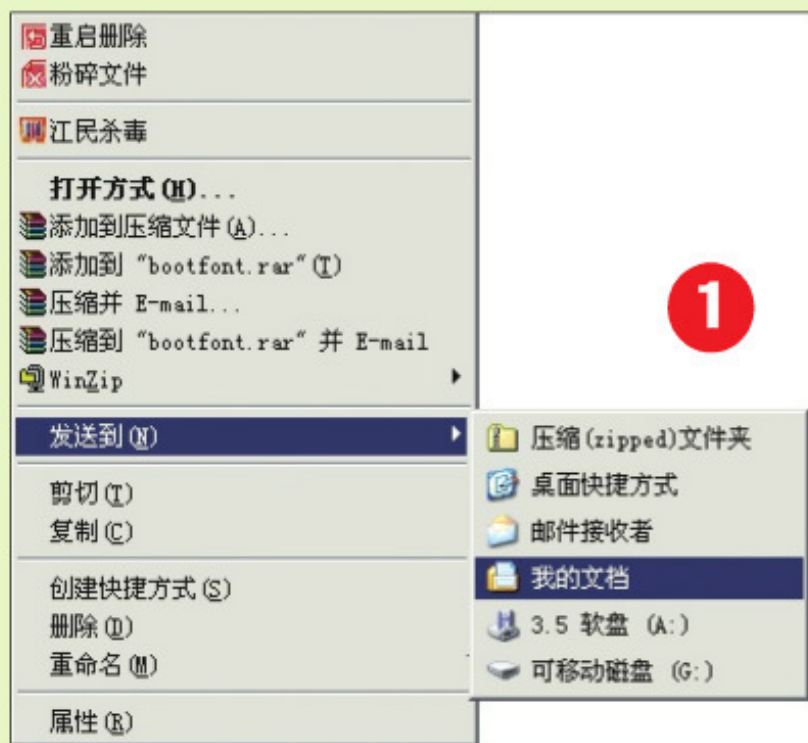 重启删除
粉碎文件
江民杀毒
打开方式(H)...
添加到压缩文件(A)...
添加到 "bootfont.rar"(T)
压缩并 E-mail...
压缩到 "bootfont.rar" 并 E-mail
WinZip
发送到(N)
剪切(T)
复制(C)
创建快捷方式(S)
删除(D)
重命名(M)
属性(R)
压缩(zipped)文件夹
桌面快捷方式
邮件接收者
我的文档
3.5 软盘 (A:)
可移动磁盘 (G:)
1